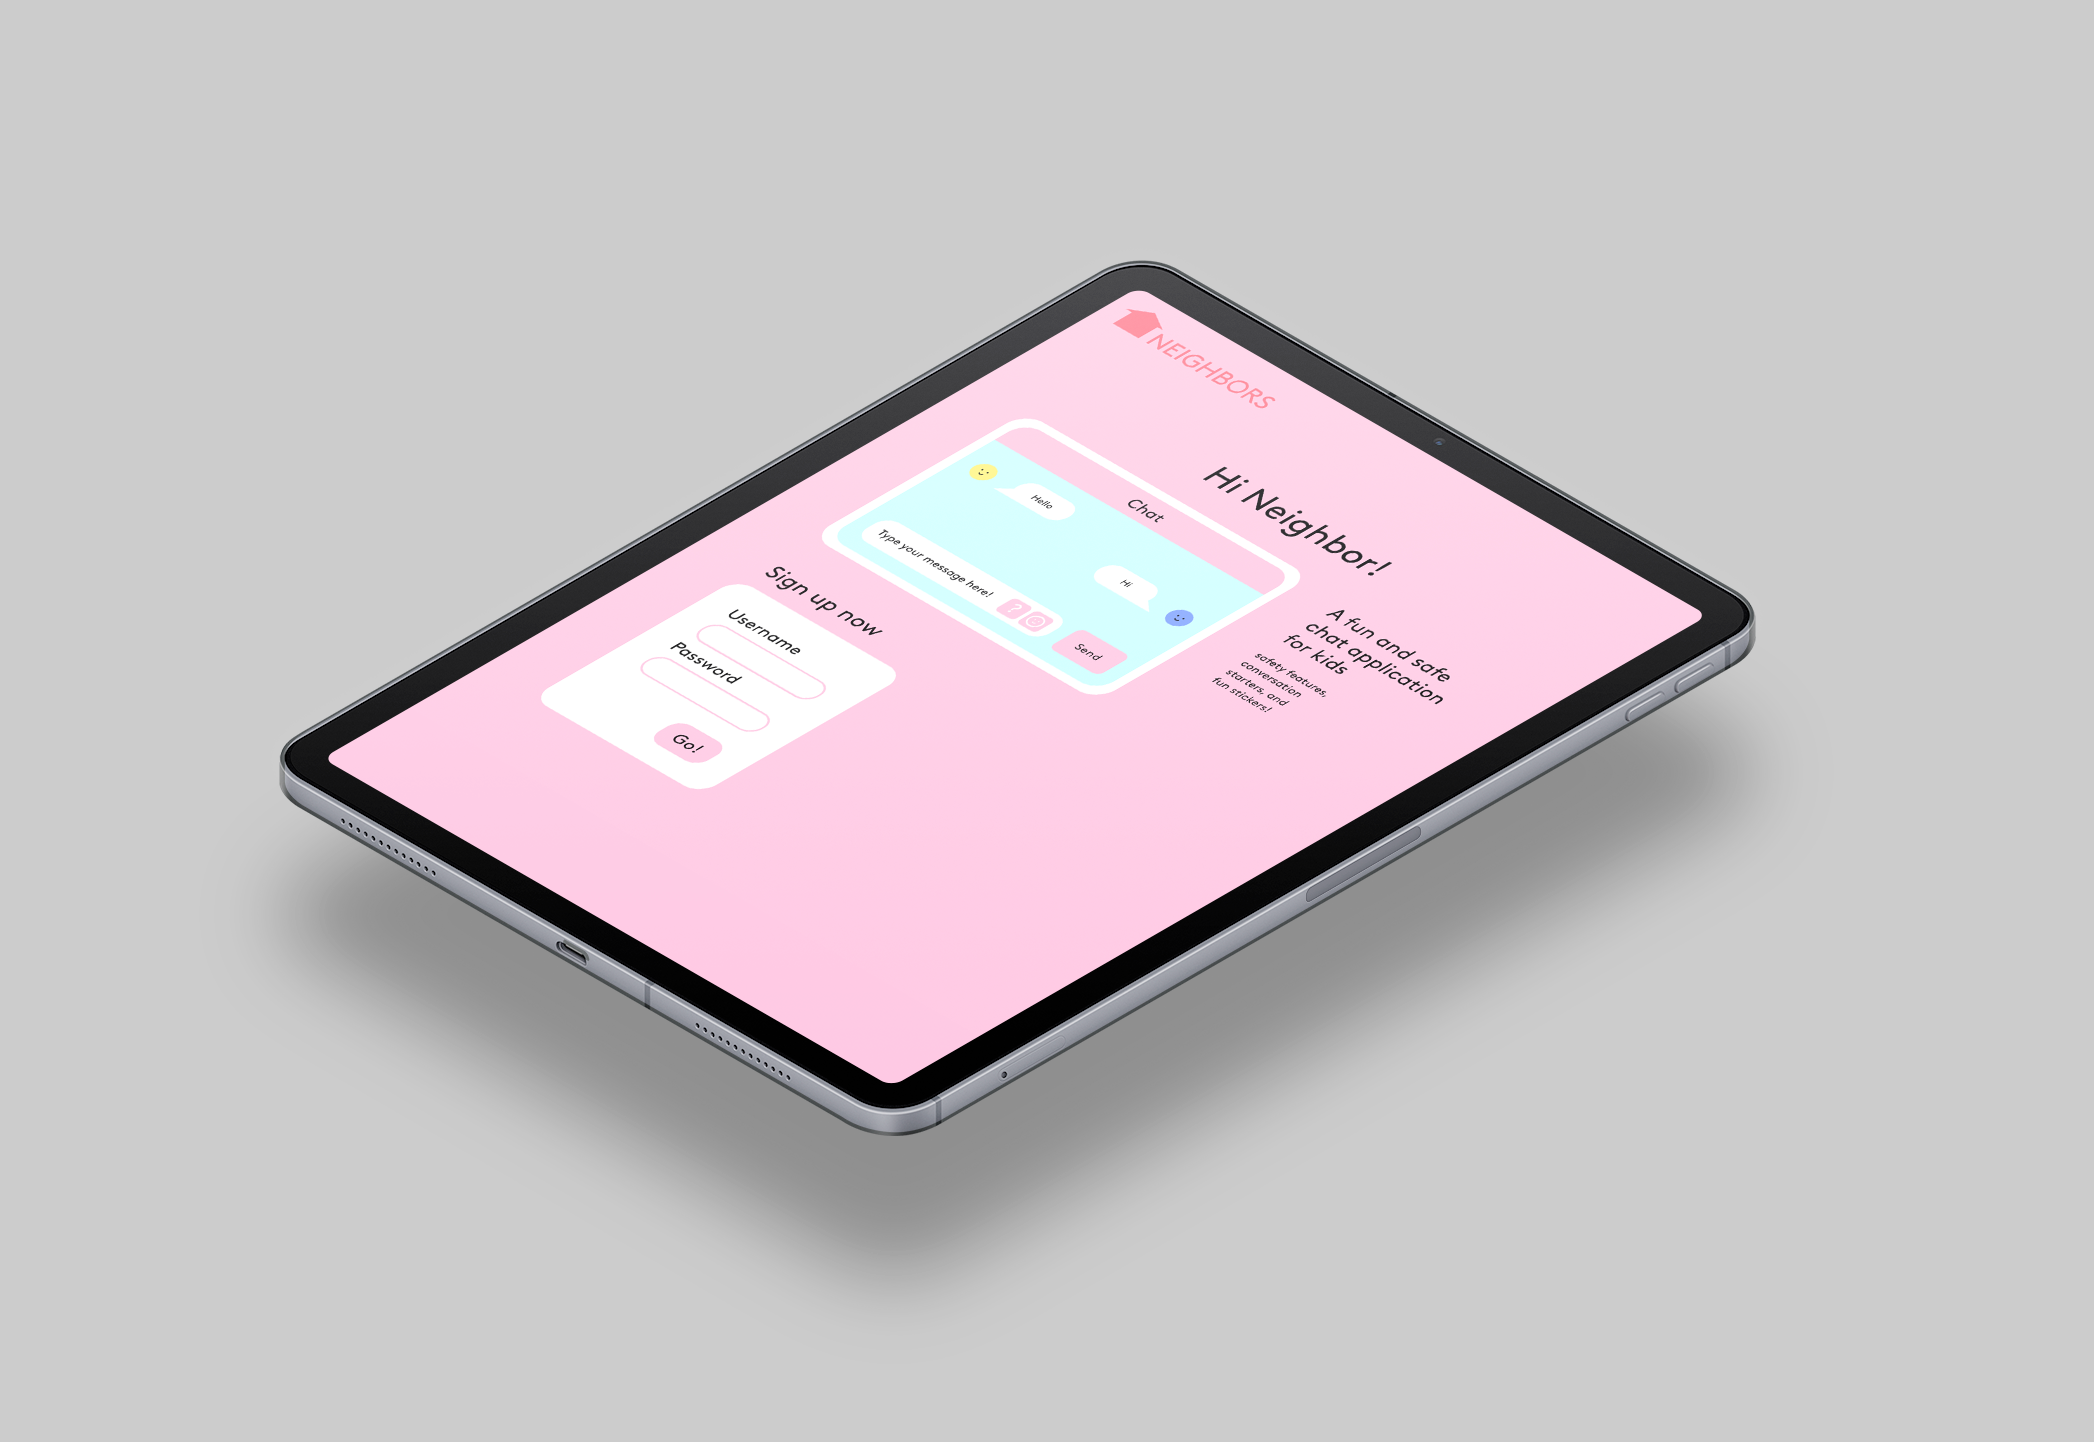 NEIGHBORS
Hi Neighbor!
Chat
Hello
Hi
Type your message here!
?
Send
A fun and safe
chat application
for kids
safety features,
conversation
starters, and
fun stickers!
Sign up now
Username
Password
Go!